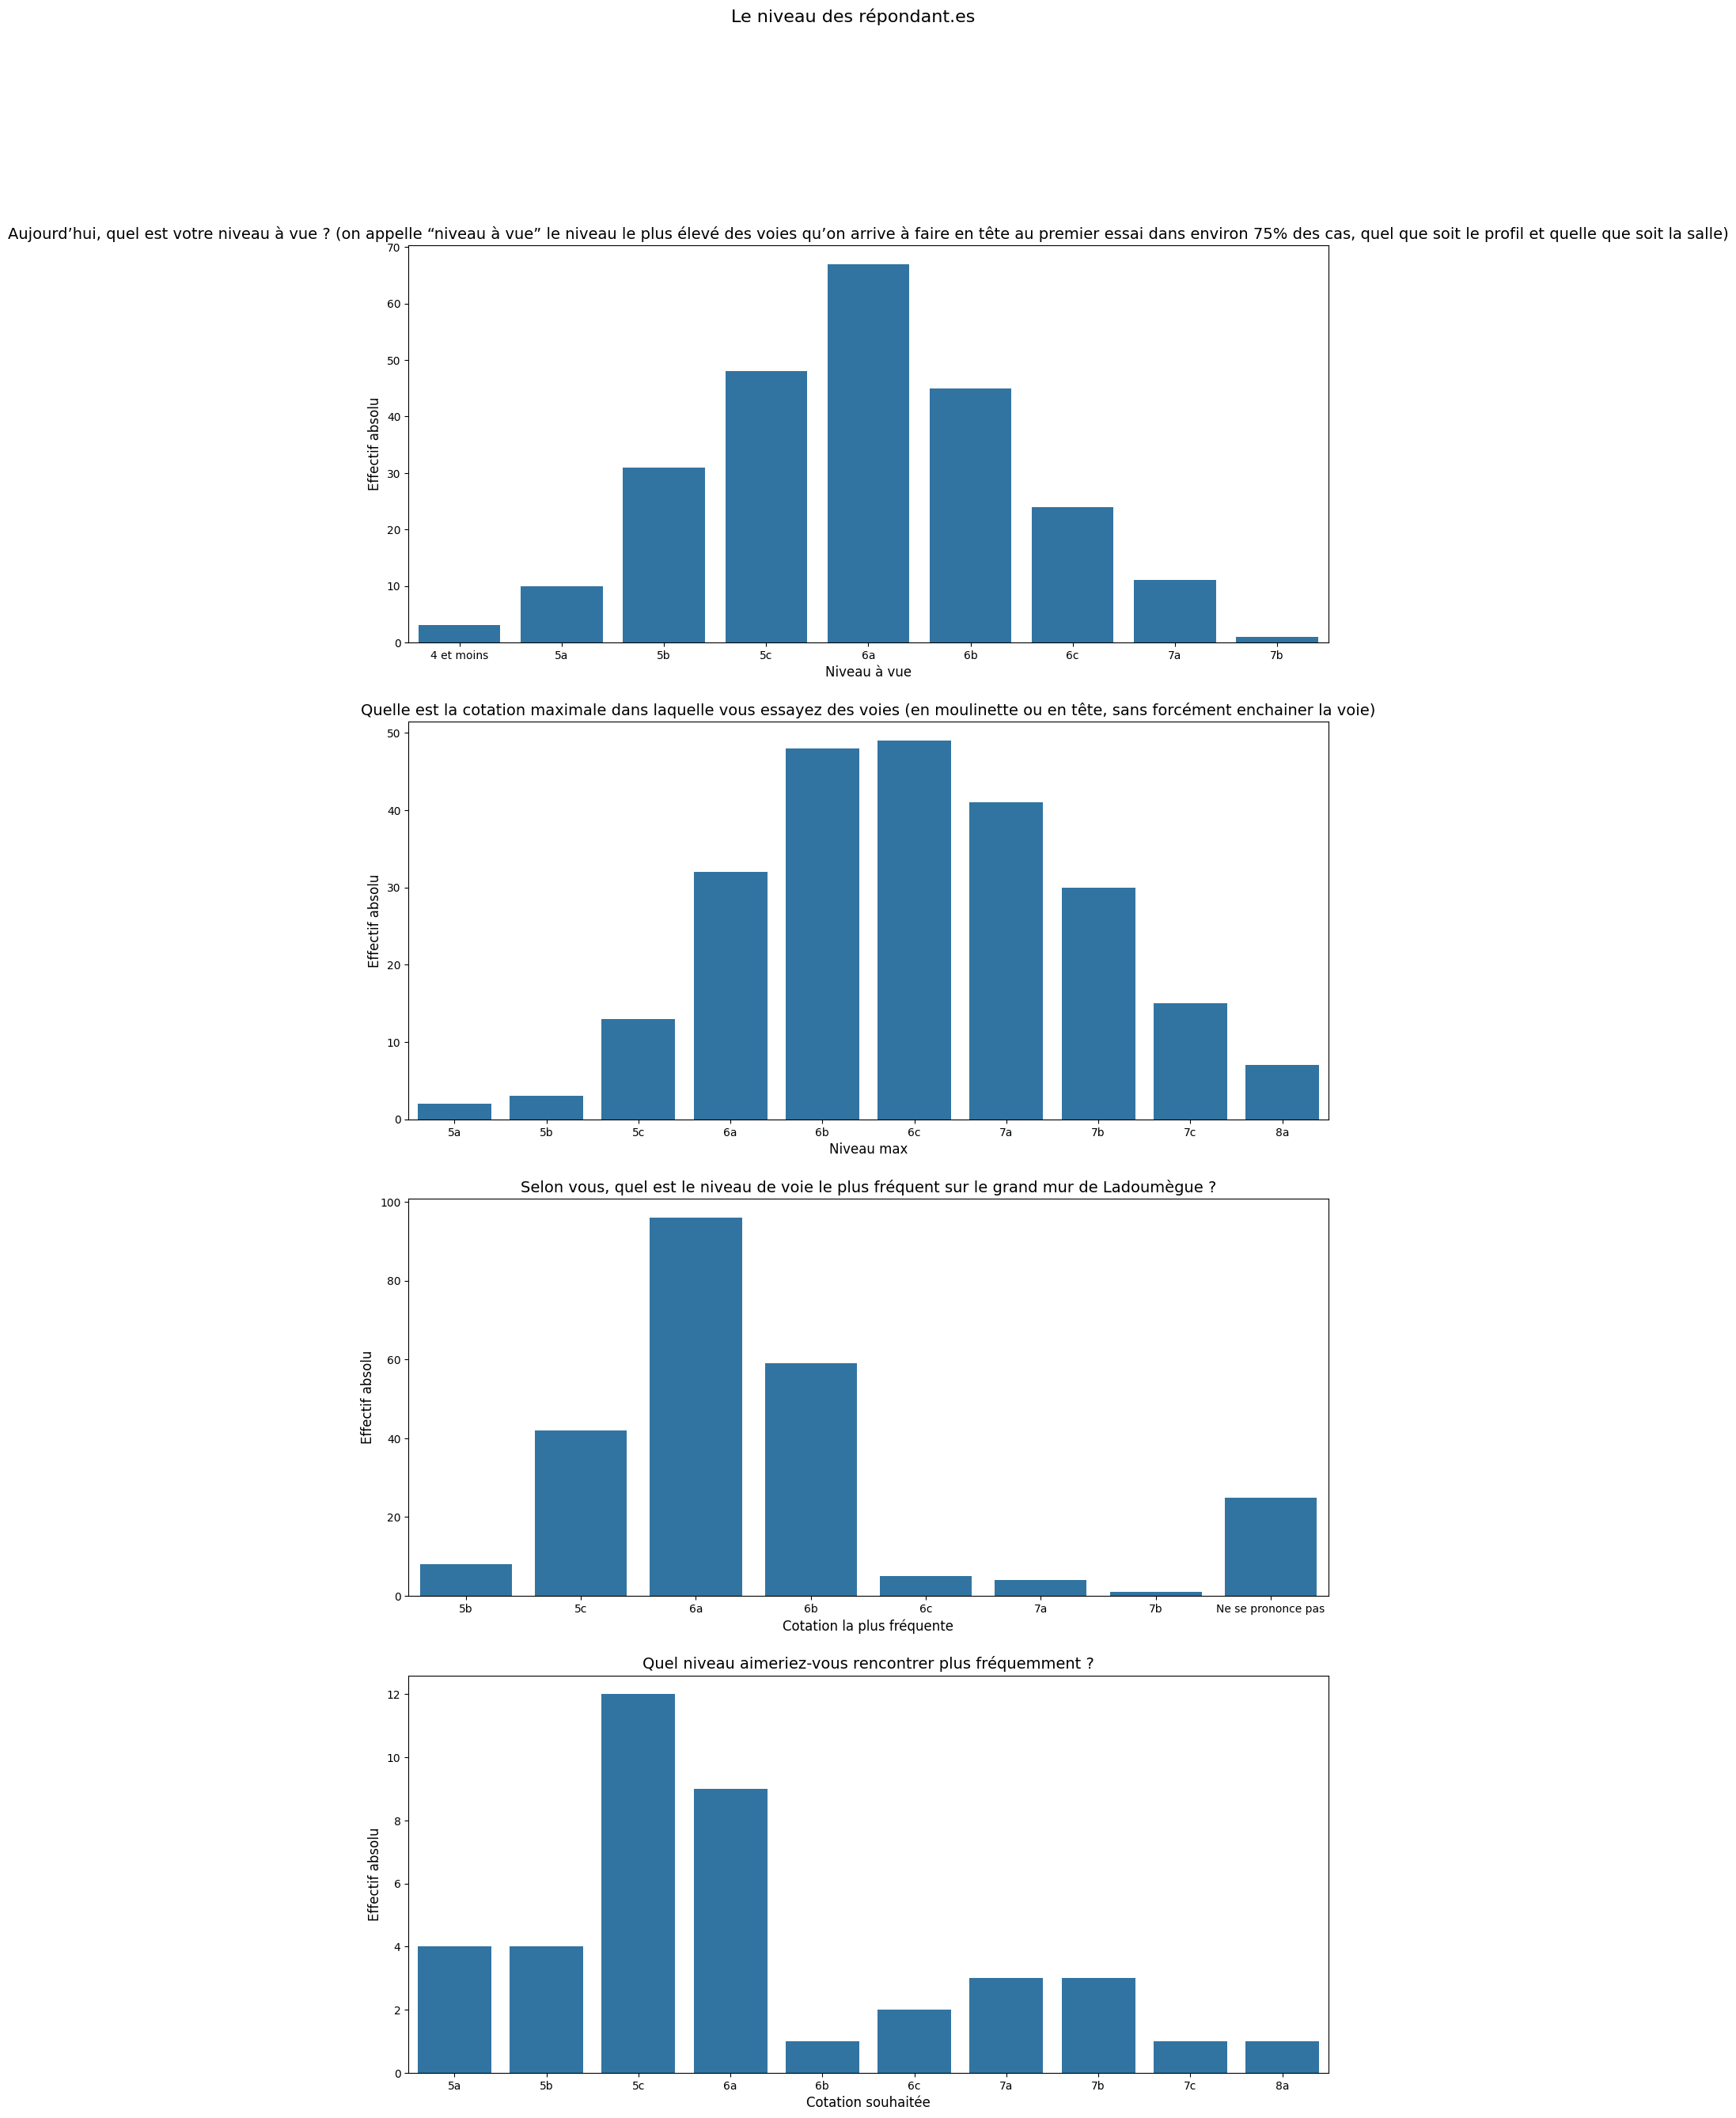 Le niveau des répondant.es
Aujourd’hui, quel est votre niveau à vue ? (on appelle “niveau à vue” le niveau le plus élevé des voies qu’on arrive à faire en tête au premier essai dans environ 75% des cas, quel que soit le profil et quelle que soit la salle)
70
60
50
40
30
20
10
0
Effectif absolu
4 et moins 5a 5b 5c 6a 6b 6c 7a 7b
Niveau à vue
Quelle est la cotation maximale dans laquelle vous essayez des voies (en moulinette ou en tête, sans forcément enchainer la voie)
50
40
30
20
10
0
Effectif absolu
5a 5b 5c 6a 6b 6c 7a 7b 7c 8a
Niveau max
Selon vous, quel est le niveau de voie le plus fréquent sur le grand mur de Ladoumègue ?
100
80
60
40
20
0
Effectif absolu
5b 5c 6a 6b 6c 7a 7b Ne se prononce pas
Cotation la plus fréquente
Quel niveau aimeriez-vous rencontrer plus fréquemment ?
12
10
8
6
4
2
0
Effectif absolu
5a 5b 5c 6a 6b 6c 7a 7b 7c 8a
Cotation souhaitée